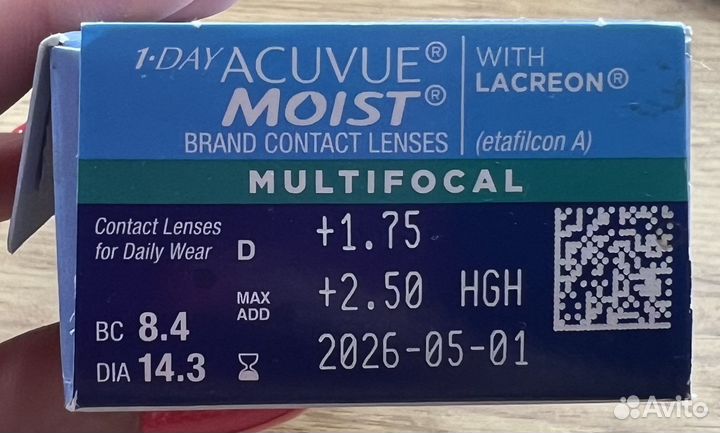 1·DAY ACUVUE® MOIST®
BRAND CONTACT LENSES
WITH
LACREON®
(etafilcon A)
MULTIFOCAL
Contact Lenses
for Daily Wear
D +1.75
MAX
ADD +2.50 HGH
BC 8.4
DIA 14.3
2026-05-01
Avito